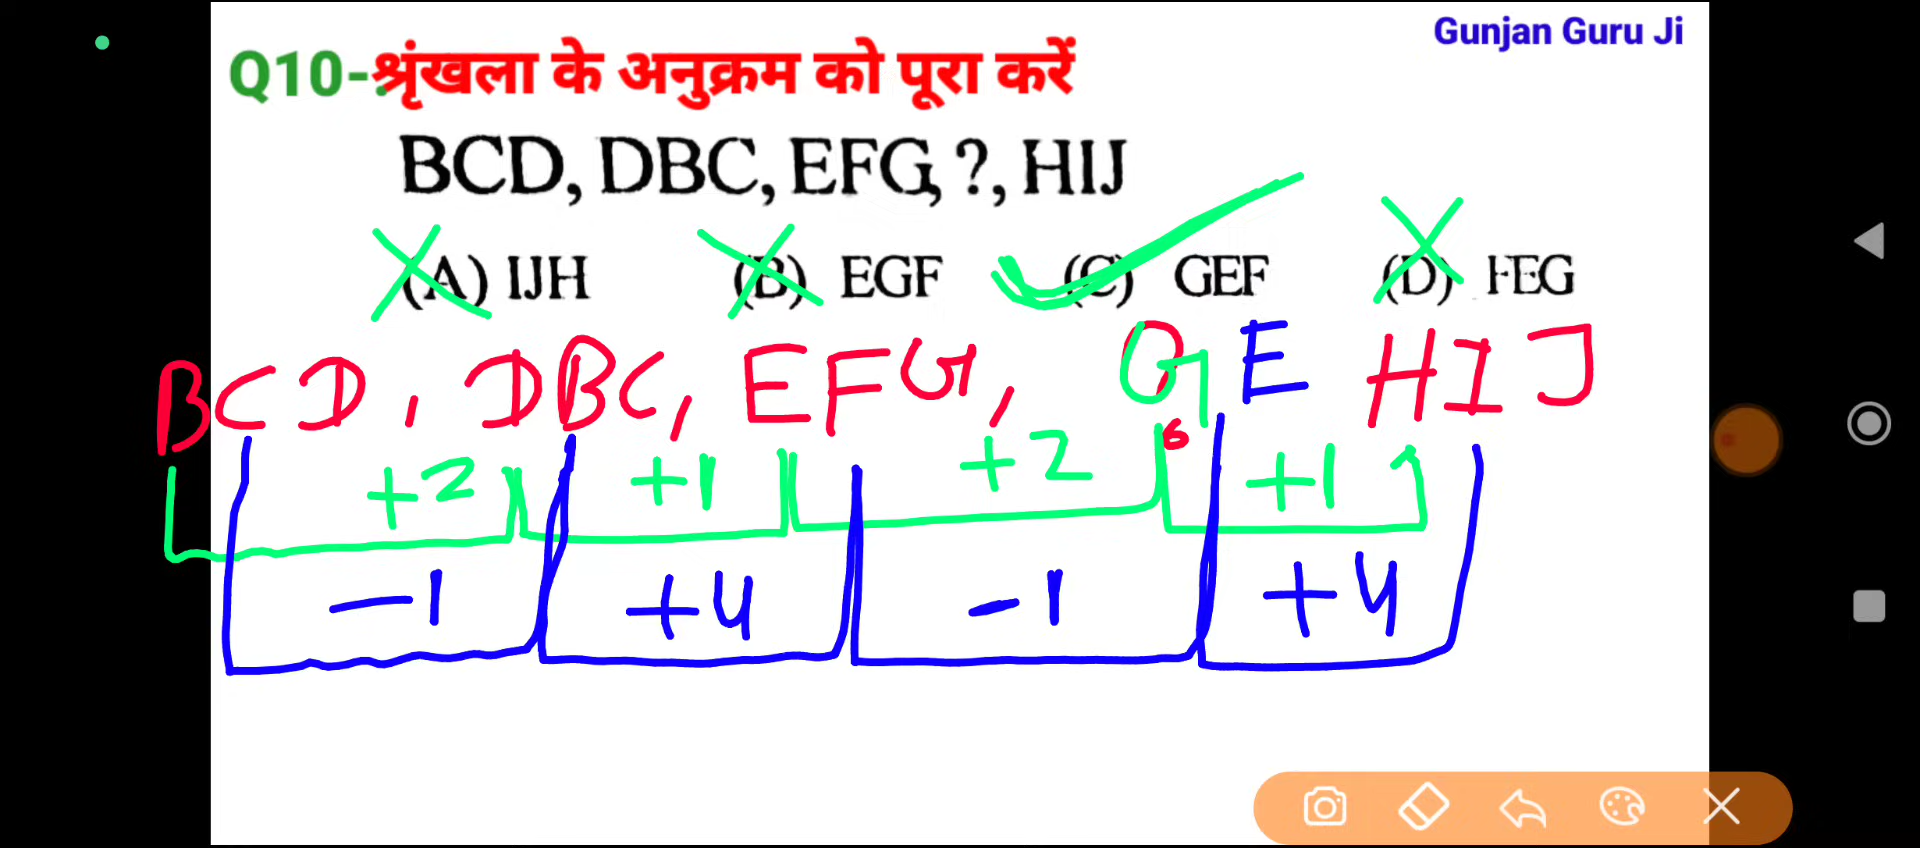 Gunjan Guru Ji
Q10-श्रृंखला के अनुक्रम को पूरा करें
BCD, DBC, EFG, ?, HIJ
(A) IJH (B) EGF (C) GEF (D) FEG
BCD, DBC, EFG, G E HIJ
6
+2 +1 +2 +1
-1 +4 -1 +4